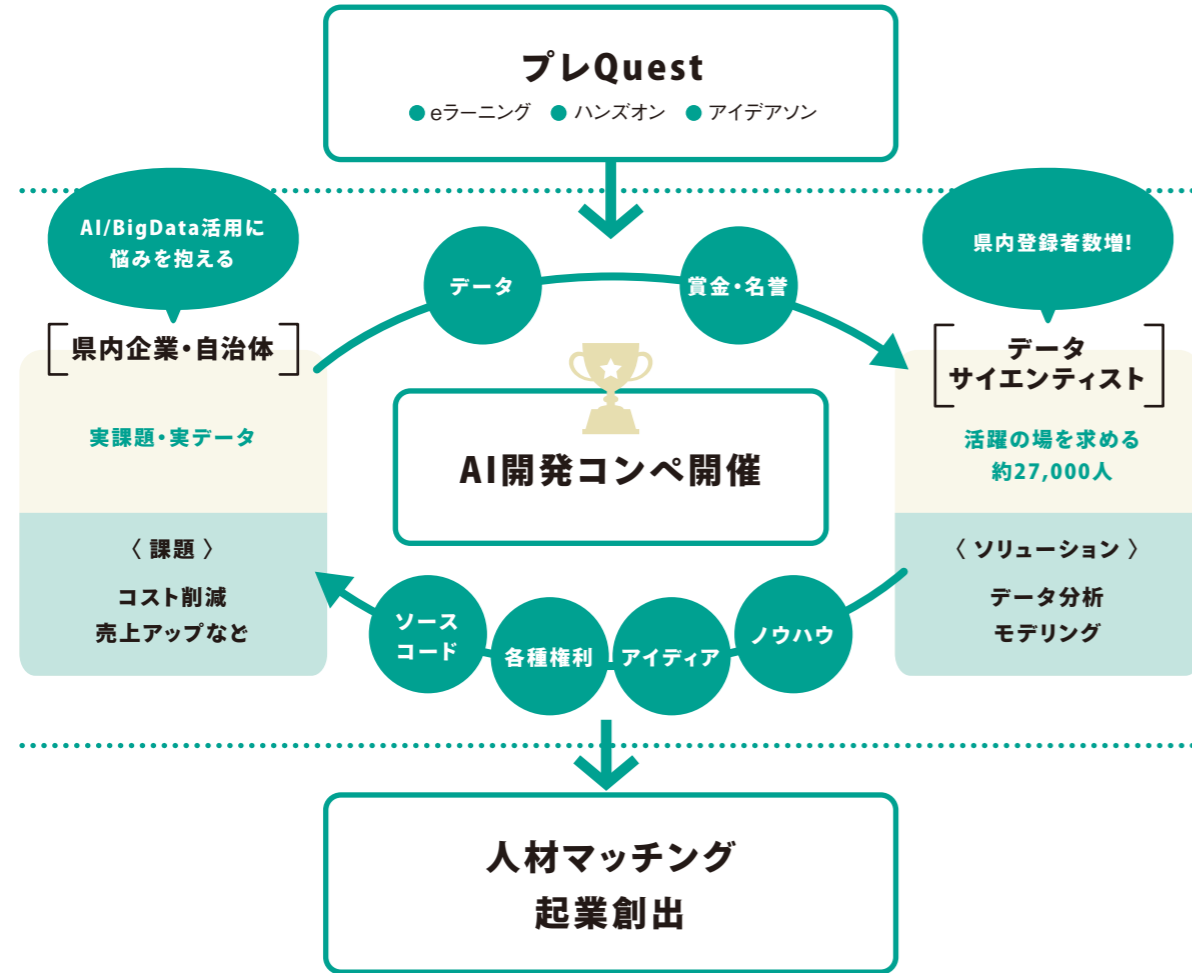 プレQuest
●eラーニング ●ハンズオン ●アイデアソン
AI/BigData活用に
悩みを抱える
県内登録者数増!
データ
賞金・名誉
県内企業・自治体
実課題・実データ
〈 課題 〉
コスト削減
売上アップなど
AI開発コンペ開催
データ
サイエンティスト
活躍の場を求める
約27,000人
〈 ソリューション 〉
データ分析
モデリング
ソース
コード
各種権利
アイディア
ノウハウ
人材マッチング
起業創出